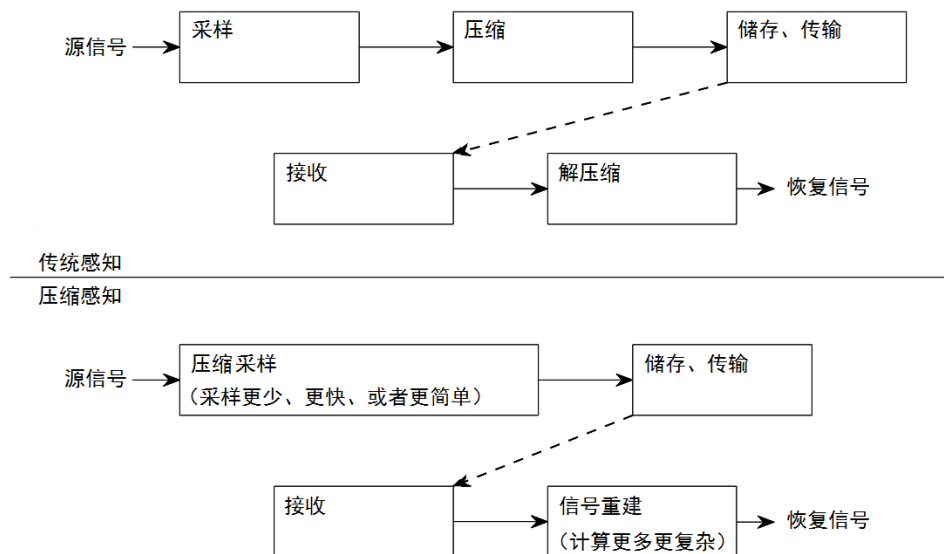 源信号
采样
压缩
储存、传输
接收
解压缩
恢复信号
传统感知
压缩感知
源信号
压缩采样
（采样更少、更快、或者更简单）
储存、传输
接收
信号重建
（计算更多更复杂）
恢复信号